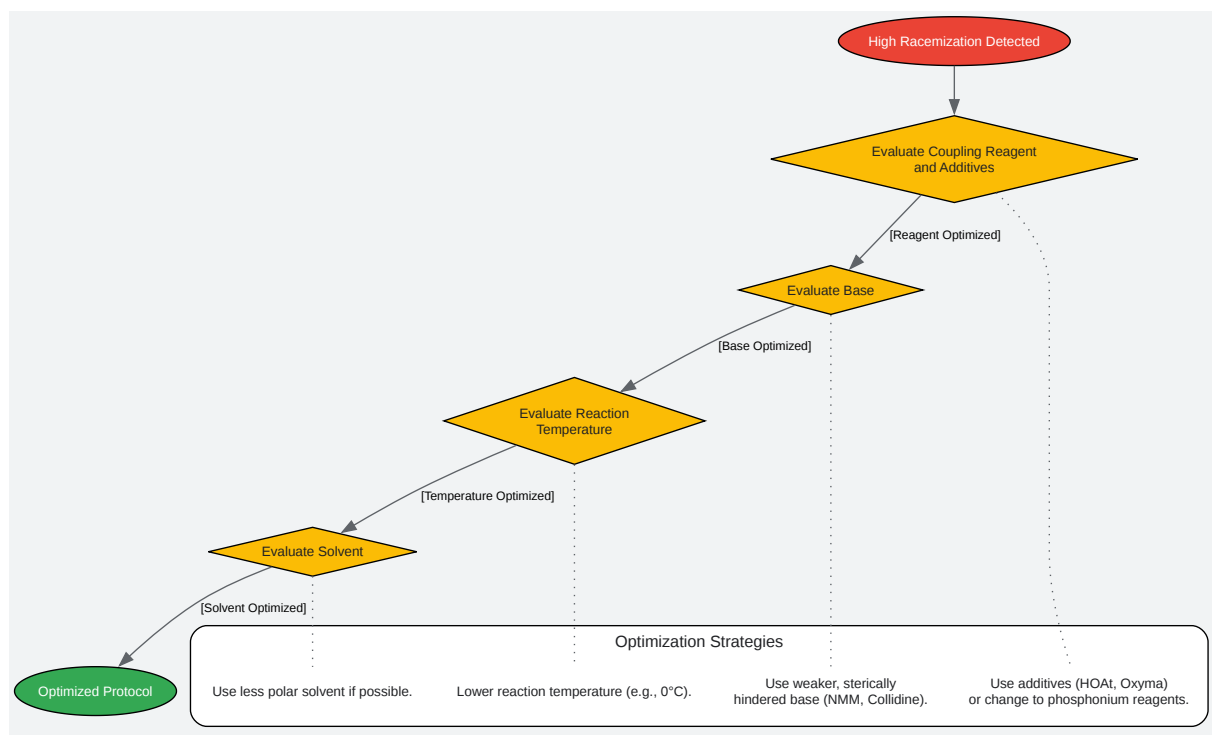 High Racemization Detected
Evaluate Coupling Reagent
and Additives
[Reagent Optimized]
Evaluate Base
[Base Optimized]
Evaluate Reaction
Temperature
[Temperature Optimized]
Evaluate Solvent
[Solvent Optimized]
Optimized Protocol
Optimization Strategies
Use less polar solvent if possible.
Lower reaction temperature (e.g., 0°C).
Use weaker, sterically
hindered base (NMM, Collidine).
Use additives (HOAt, Oxyma)
or change to phosphonium reagents.